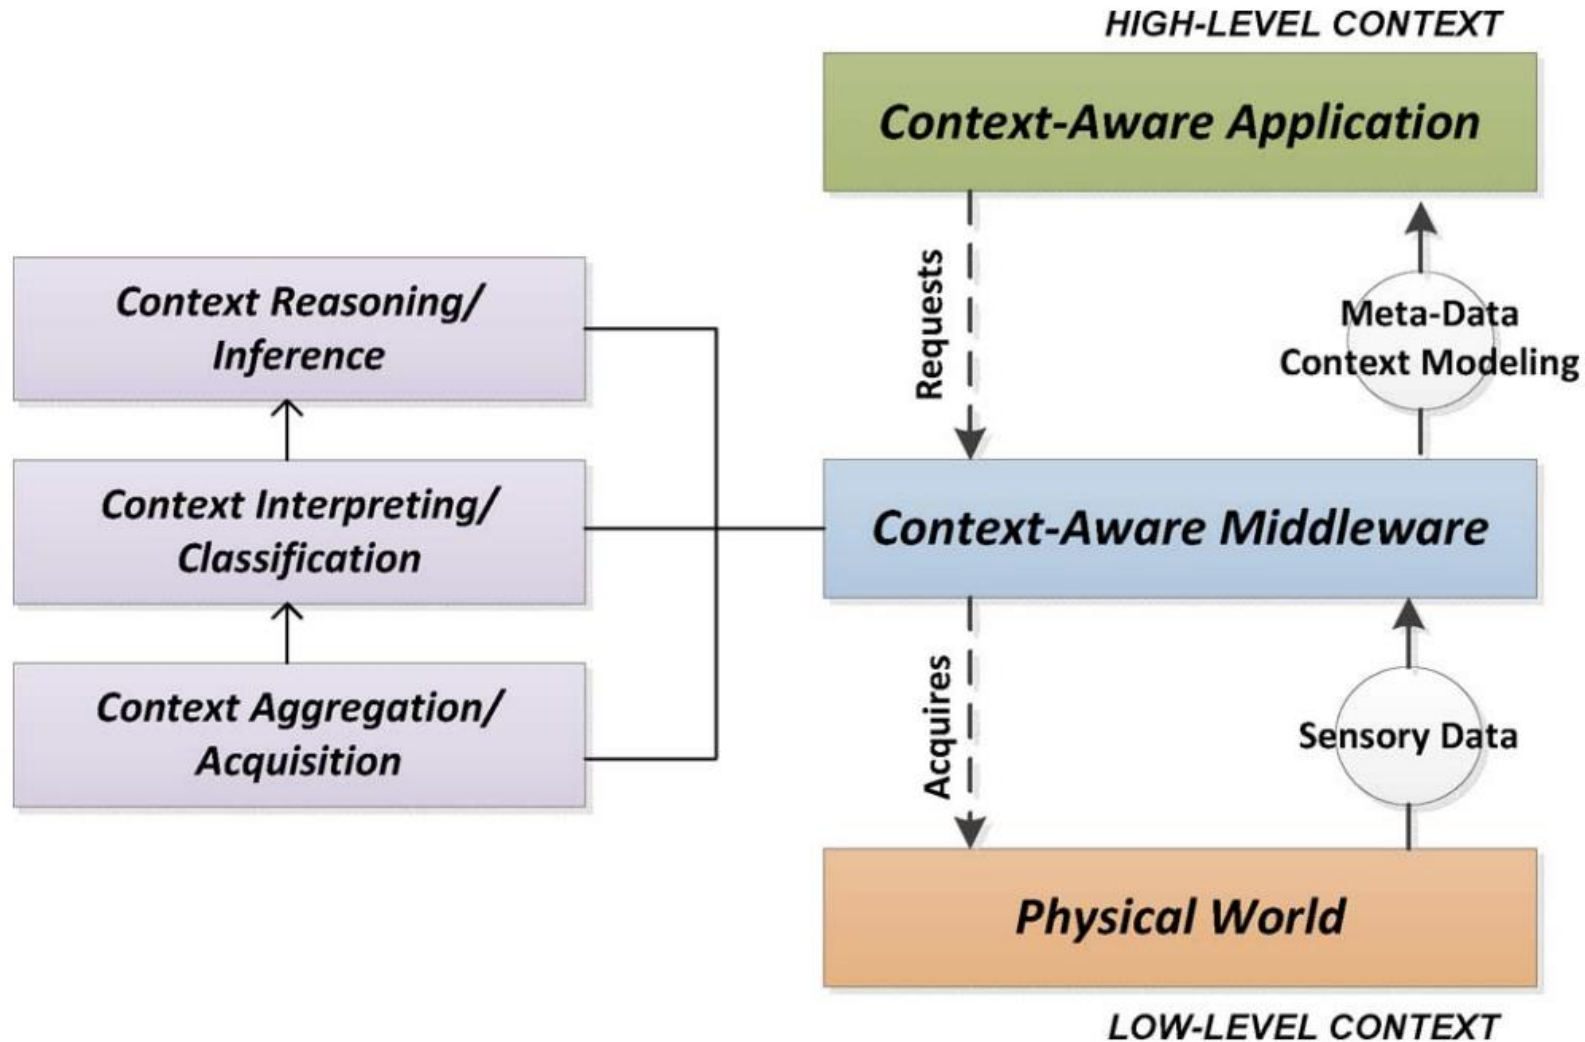 HIGH-LEVEL CONTEXT
Context-Aware Application
Requests
Meta-Data
Context Modeling
Context Reasoning/
Inference
Context Interpreting/
Classification
Context Aggregation/
Acquisition
Context-Aware Middleware
Acquires
Sensory Data
Physical World
LOW-LEVEL CONTEXT